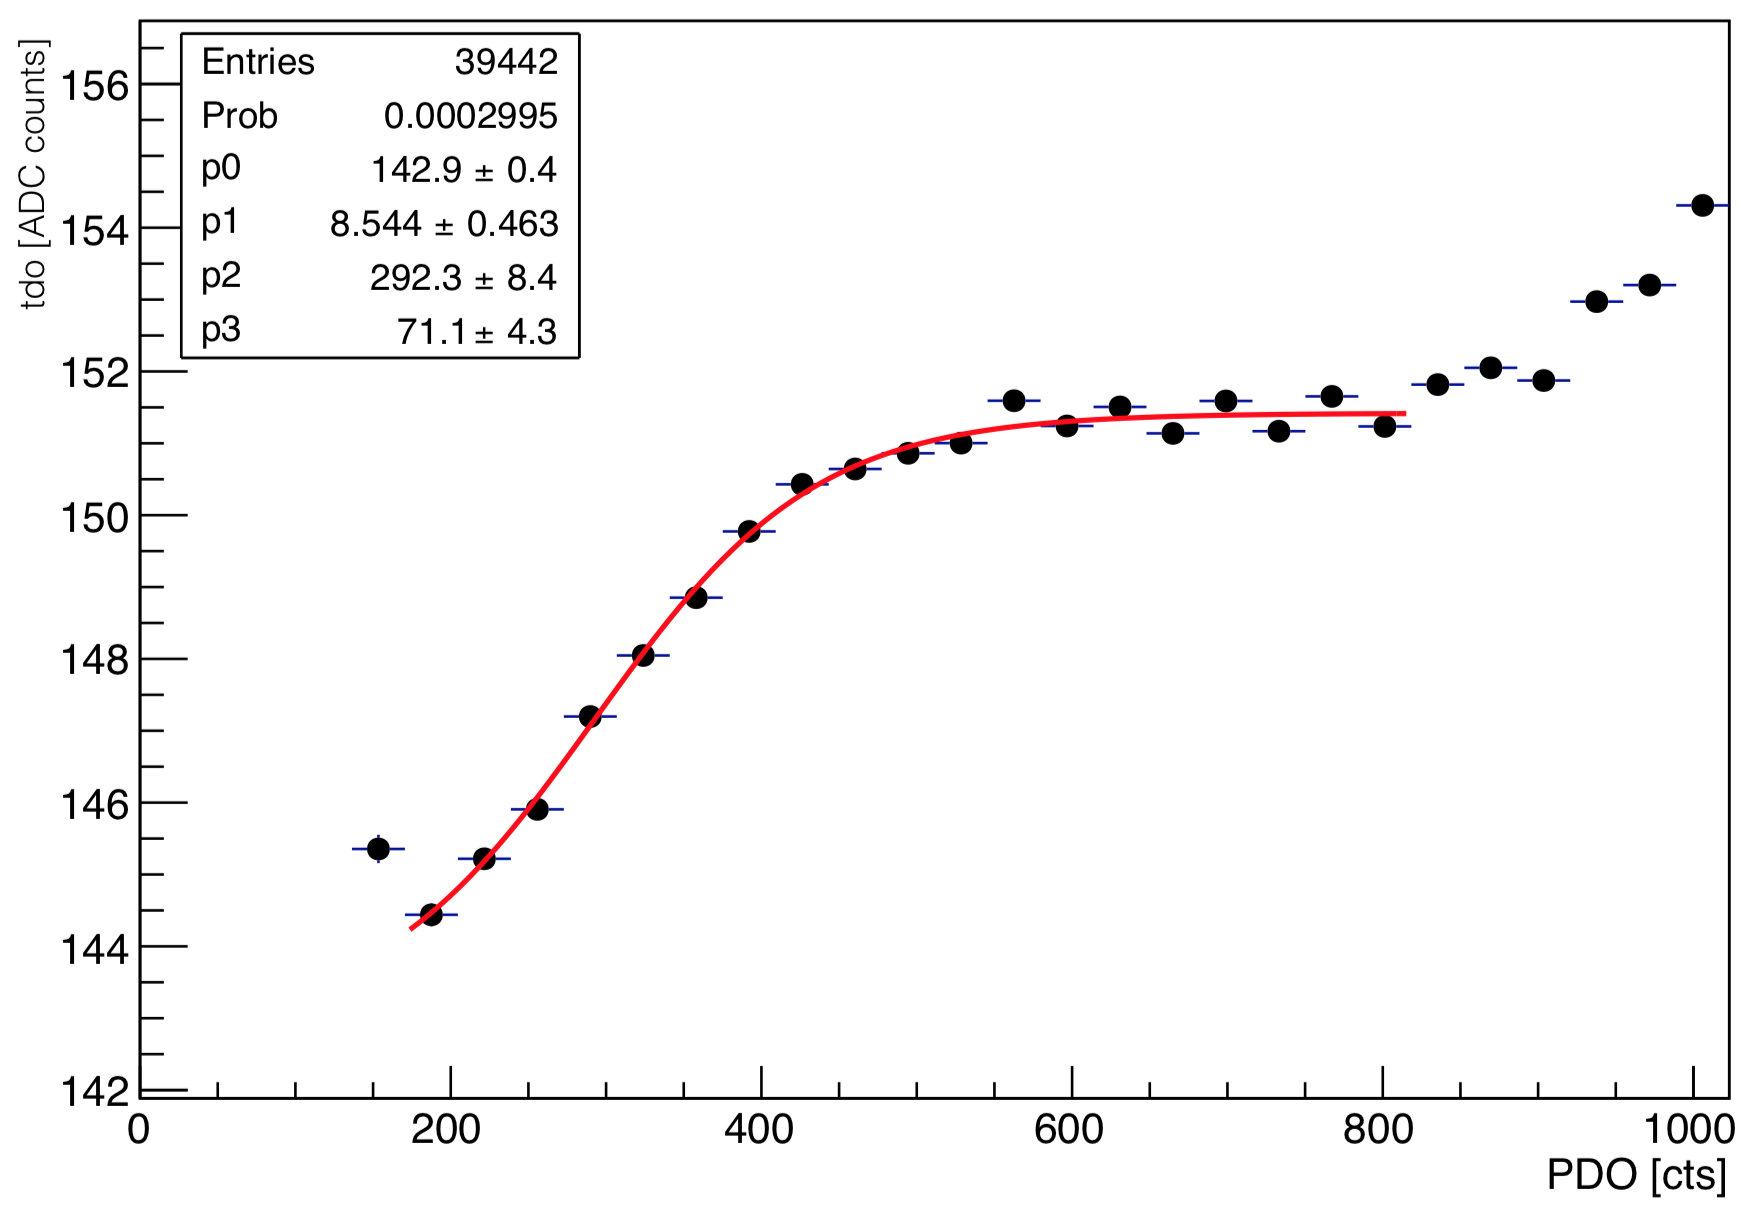 tdo [ADC counts]
156
154
152
150
148
146
144
142
Entries 39442
Prob 0.0002995
p0 142.9 ± 0.4
p1 8.544 ± 0.463
p2 292.3 ± 8.4
p3 71.1 ± 4.3
0 200 400 600 800 1000
PDO [cts]